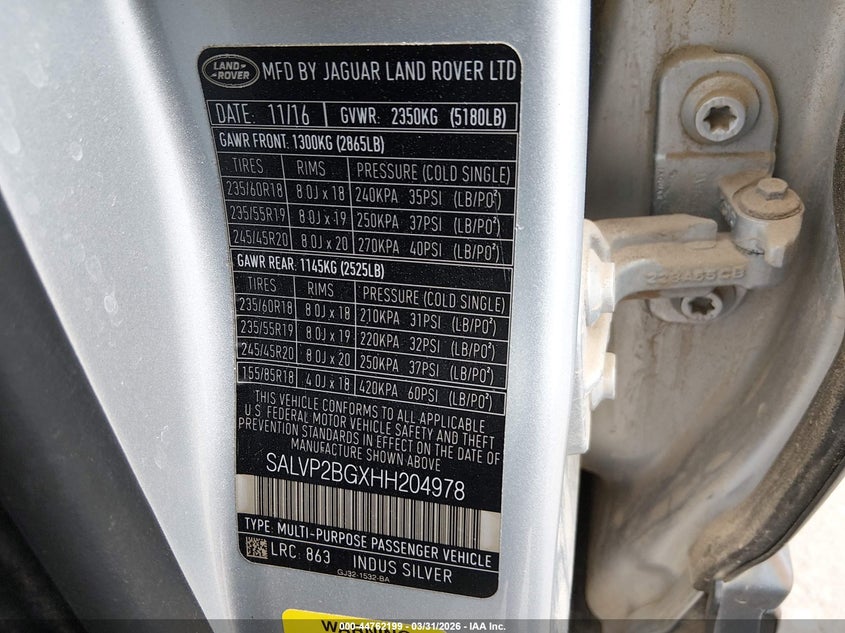 LAND
ROVER
MFD BY JAGUAR LAND ROVER LTD
DATE: 11/16 GVWR: 2350KG (5180LB)
GAWR FRONT: 1300KG (2865LB)
TIRES RIMS PRESSURE (COLD SINGLE)
235/60R18 8.0J x 18 240KPA 35PSI (LB/PO²)
235/55R19 8.0J x 19 250KPA 37PSI (LB/PO²)
245/45R20 8.0J x 20 270KPA 40PSI (LB/PO²)
GAWR REAR: 1145KG (2525LB)
TIRES RIMS PRESSURE (COLD SINGLE)
235/60R18 8.0J x 18 210KPA 31PSI (LB/PO²)
235/55R19 8.0J x 19 220KPA 32PSI (LB/PO²)
245/45R20 8.0J x 20 250KPA 37PSI (LB/PO²)
155/85R18 4.0J x 18 420KPA 60PSI (LB/PO²)
THIS VEHICLE CONFORMS TO ALL APPLICABLE
U.S. FEDERAL MOTOR VEHICLE SAFETY AND THEFT
PREVENTION STANDARDS IN EFFECT ON THE DATE OF
MANUFACTURE SHOWN ABOVE
SALVP2BGXHH204978
TYPE: MULTI-PURPOSE PASSENGER VEHICLE
LRC: 863 INDUS SILVER
GJ32-1532-BA
WARNING
000-44762199 - 03/31/2026 - IAA Inc.